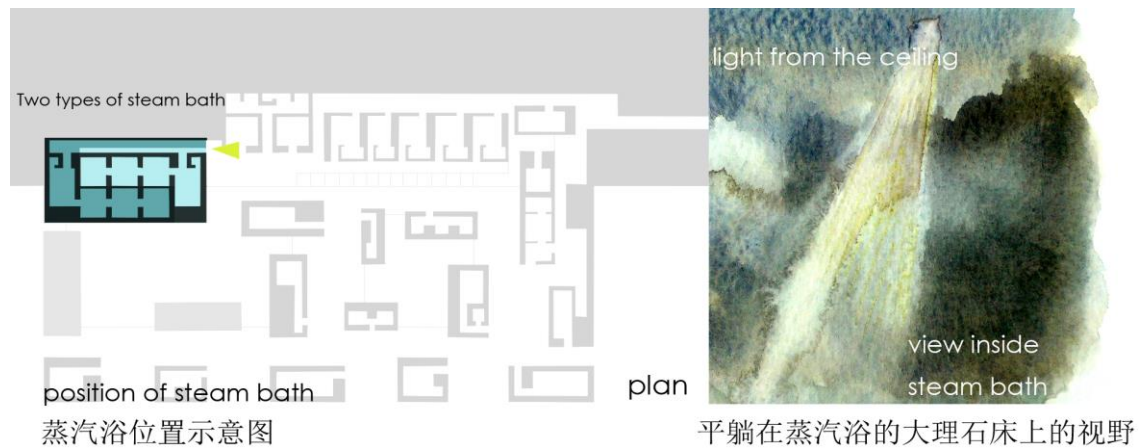 Two types of steam bath
position of steam bath
plan
蒸汽浴位置示意图
light from the ceiling
view inside
steam bath
平躺在蒸汽浴的大理石床上的视野